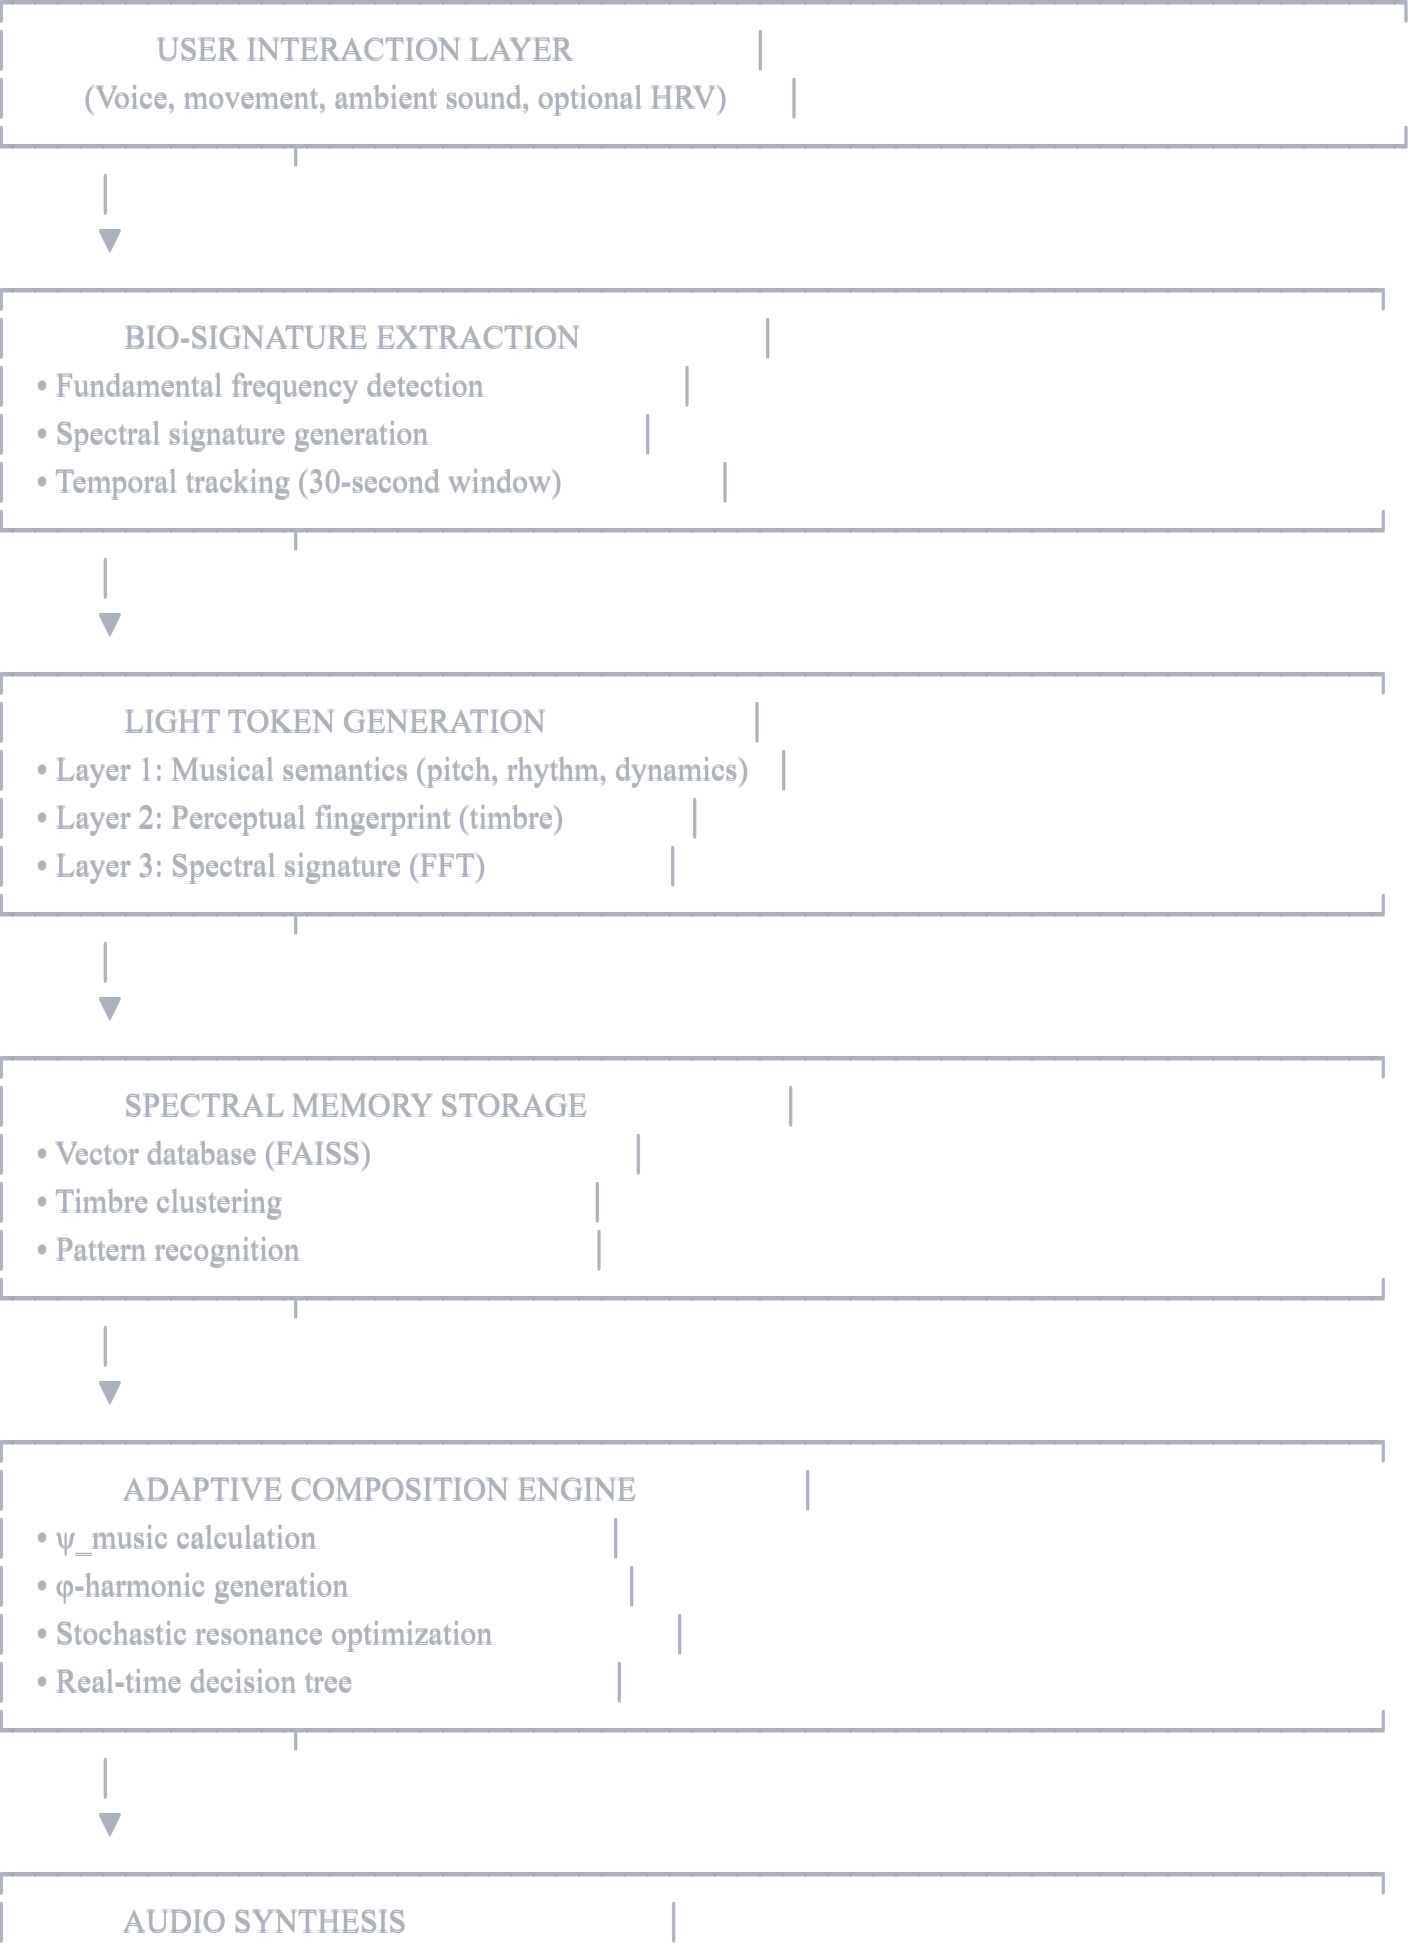 USER INTERACTION LAYER
(Voice, movement, ambient sound, optional HRV)
BIO-SIGNATURE EXTRACTION
• Fundamental frequency detection
• Spectral signature generation
• Temporal tracking (30-second window)
LIGHT TOKEN GENERATION
• Layer 1: Musical semantics (pitch, rhythm, dynamics)
• Layer 2: Perceptual fingerprint (timbre)
• Layer 3: Spectral signature (FFT)
SPECTRAL MEMORY STORAGE
• Vector database (FAISS)
• Timbre clustering
• Pattern recognition
ADAPTIVE COMPOSITION ENGINE
• ψ_music calculation
• φ-harmonic generation
• Stochastic resonance optimization
• Real-time decision tree
AUDIO SYNTHESIS